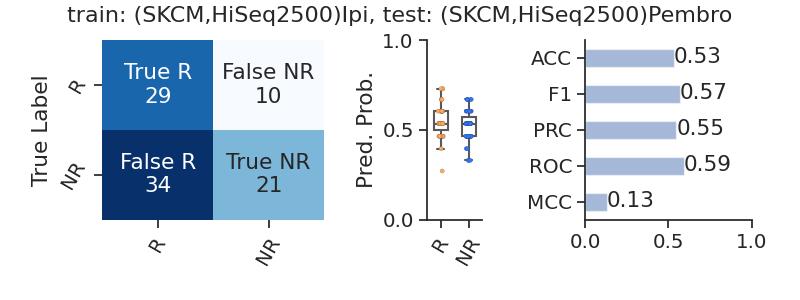 train: (SKCM,HiSeq2500)Ipi, test: (SKCM,HiSeq2500)Pembro
True Label
R
NR
True R
29
False NR
10
False R
34
True NR
21
R
NR
Pred. Prob.
1.0
0.5
0.0
R
NR
ACC
0.53
F1
0.57
PRC
0.55
ROC
0.59
MCC
0.13
0.0
0.5
1.0